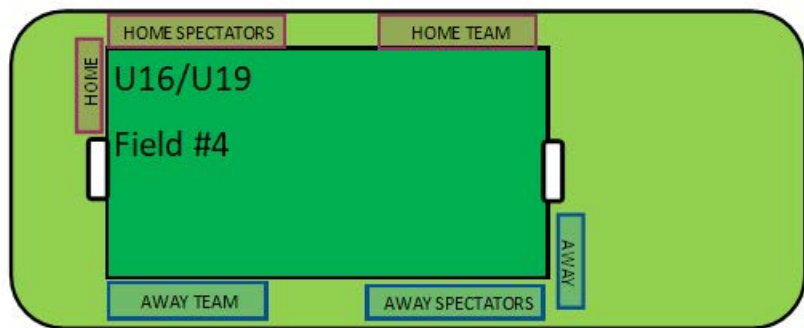 HOME SPECTATORS
HOME TEAM
HOME
U16/U19
Field #4
AWAY
AWAY TEAM
AWAY SPECTATORS